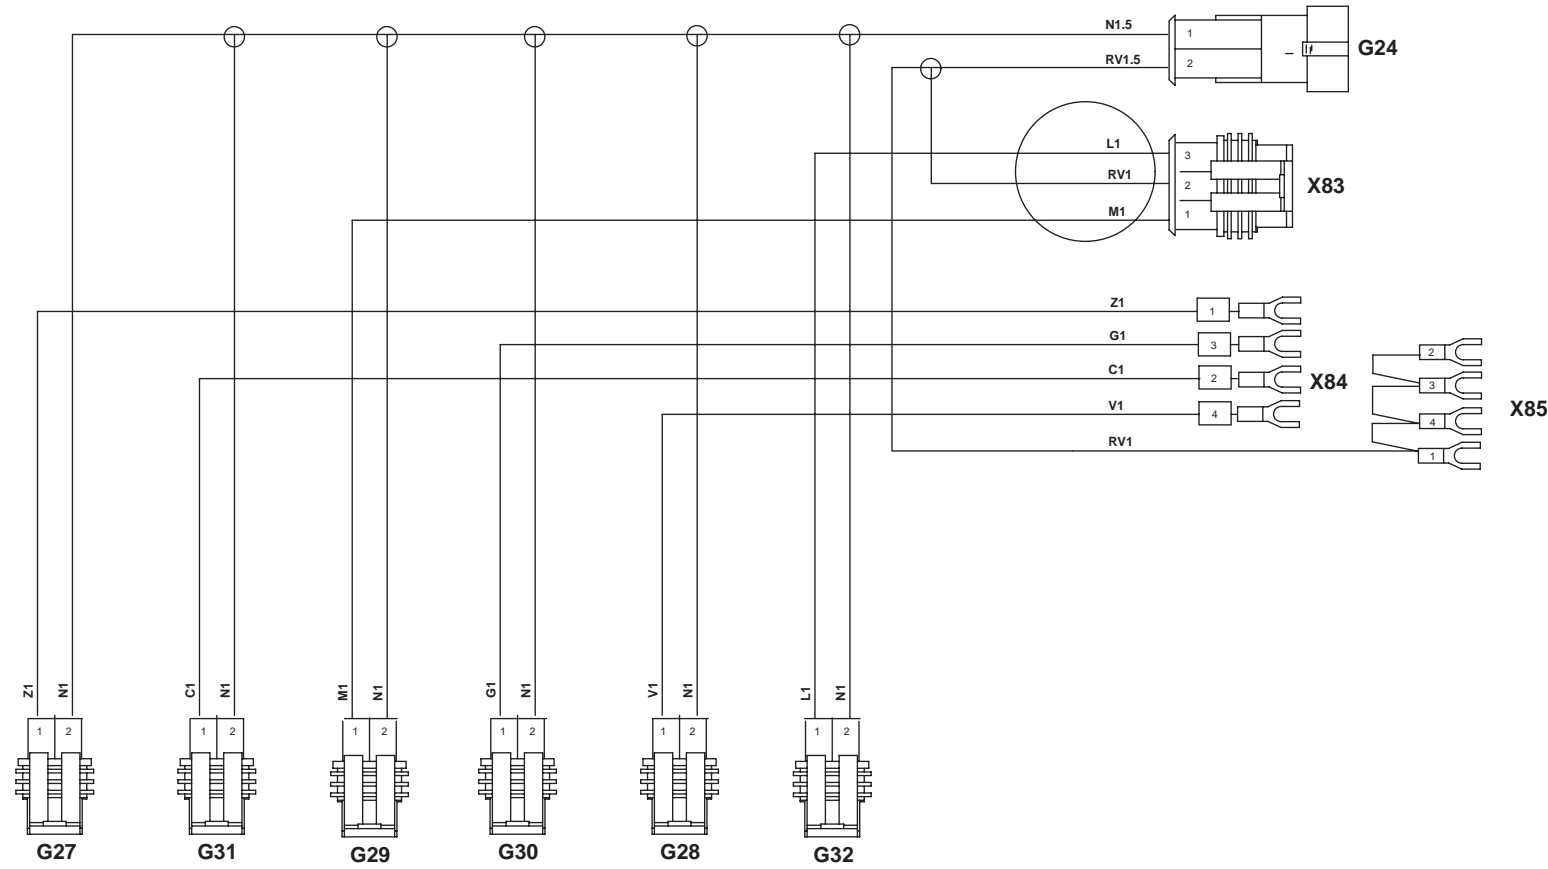 N1.5
1
G24
RV1.5
2
L1
3
RV1
2
X83
M1
1
Z1
1
G1
3
2
C1
2
X84
3
X85
V1
4
4
RV1
1
Z1 N1 C1 N1 M1 N1 G1 N1 V1 N1 L1 N1
1 2 1 2 1 2 1 2 1 2 1 2
G27 G31 G29 G30 G28 G32